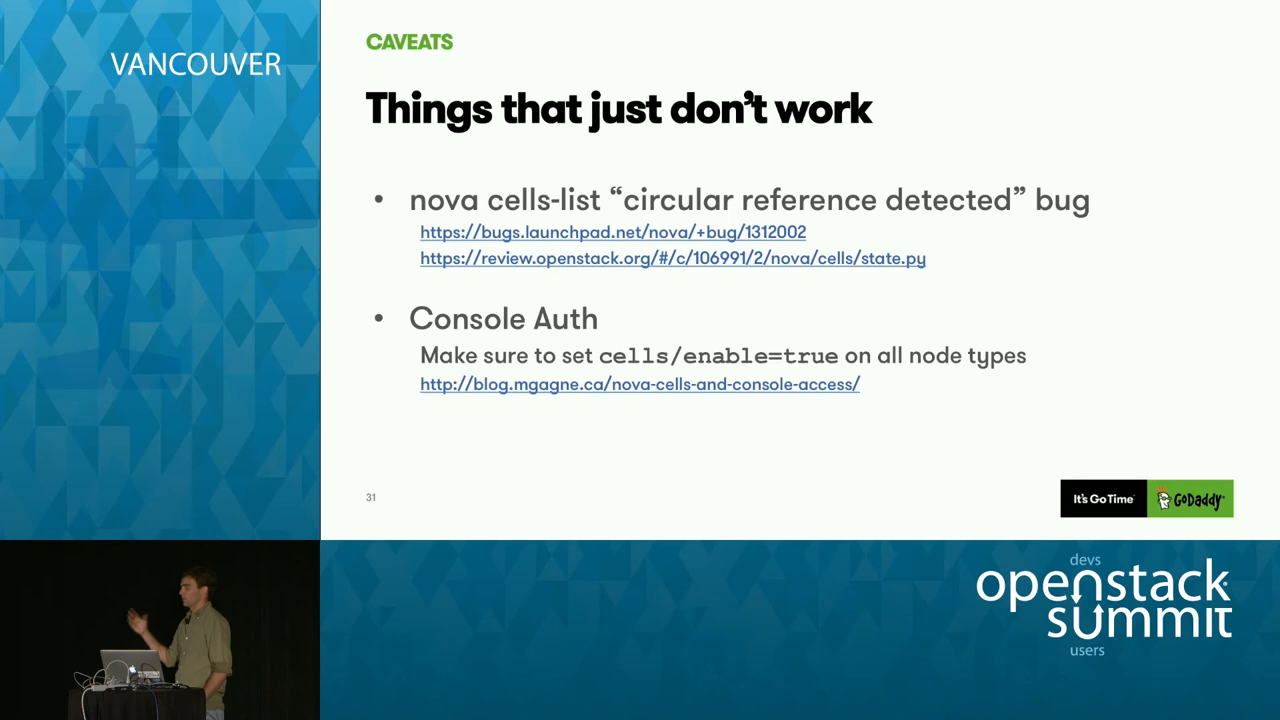 VANCOUVER
CAVEATS
Things that just don’t work
• nova cells-list “circular reference detected” bug
https://bugs.launchpad.net/nova/+bug/1312002
https://review.openstack.org/#/c/106991/2/nova/cells/state.py
• Console Auth
Make sure to set cells/enable=true on all node types
http://blog.mgagne.ca/nova-cells-and-console-access/
31
It's Go Time
GoDaddy
devs
openstack
summit
users